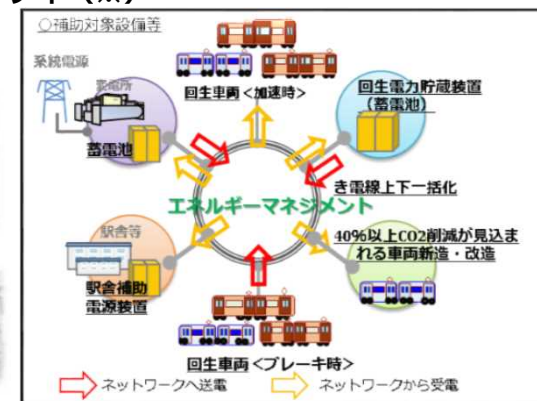 ○補助対象設備等
系統電源
変電所
蓄電池
回生車両<加速時>
回生電力貯蔵装置
(蓄電池)
き電線上下一括化
エネルギーマネジメント
駅舎等
駅舎補助
電源装置
40%以上CO2削減が見込ま
れる車両新造・改造
回生車両<ブレーキ時>
ネットワークへ送電
ネットワークから受電